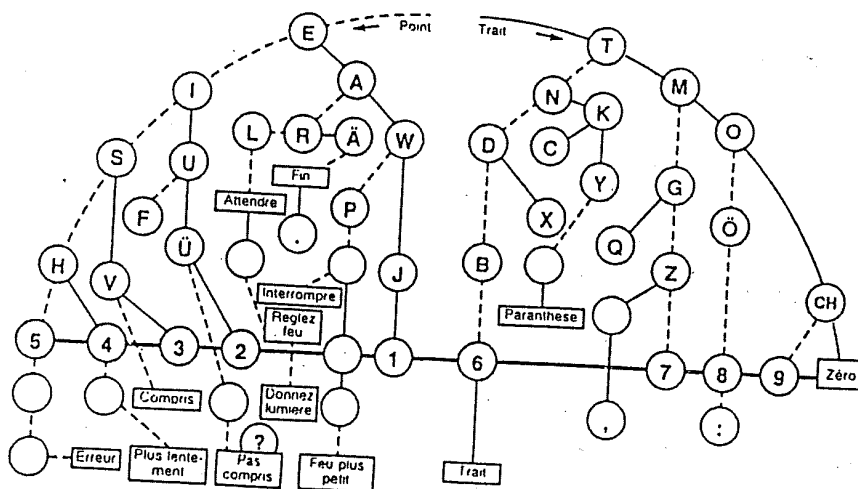 E
Point
Trait
T
I
A
N
M
L
R
Ä
W
D
C
K
O
S
U
F
Fin
Attendre
P
X
Y
G
Q
Ö
H
V
Ü
.
J
B
Z
CH
Interrompre
Reglez
feu
Paranthese
5
4
3
2
1
6
7
8
9
Zéro
Compris
Donnez
lumiere
?
,
:
Erreur
Plus lente-
ment
Pas
compris
Feu plus
petit
Trait